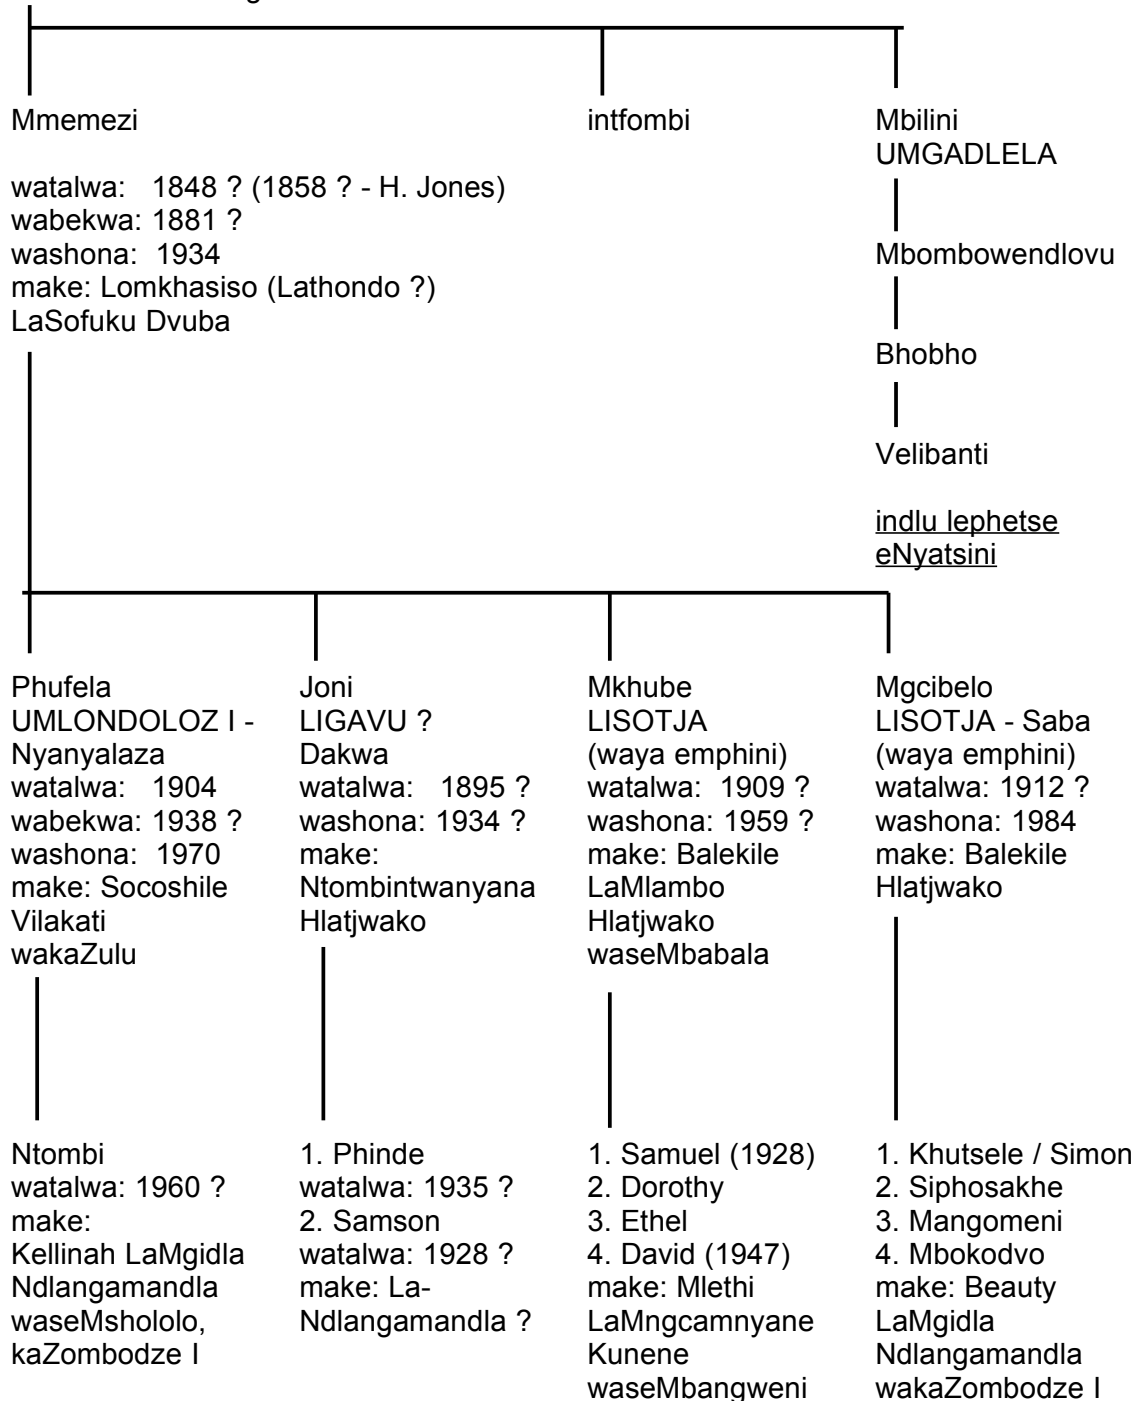 Mmemezi
watalwa: 1848 ? (1858 ? - H. Jones)
wabekwa: 1881 ?
washona: 1934
make: Lomkhasiso (Lathondo ?)
LaSofuku Dvuba
intfombi
Mbilini
UMGADLELA
Mbombowendlovu
Bhobho
Velibanti
indlu lephetse
eNyatsini
Phufela
UMLONDOLOZ I -
Nyanyalaza
watalwa: 1904
wabekwa: 1938 ?
washona: 1970
make: Socoshile
Vilakati
wakaZulu
Joni
LIGAVU ?
Dakwa
watalwa: 1895 ?
washona: 1934 ?
make:
Ntombintwanyana
Hlatjwako
Mkhube
LISOTJA
(waya emphini)
watalwa: 1909 ?
washona: 1959 ?
make: Balekile
LaMlambo
Hlatjwako
waseMbabala
Mgcibelo
LISOTJA - Saba
(waya emphini)
watalwa: 1912 ?
washona: 1984
make: Balekile
Hlatjwako
Ntombi
watalwa: 1960 ?
make:
Kellinah LaMgidla
Ndlangamandla
waseMshololo,
kaZombodze I
1. Phinde
watalwa: 1935 ?
2. Samson
watalwa: 1928 ?
make: La-
Ndlangamandla ?
1. Samuel (1928)
2. Dorothy
3. Ethel
4. David (1947)
make: Mlethi
LaMngcamnyane
Kunene
waseMbangweni
1. Khutsele / Simon
2. Siphosakhe
3. Mangomeni
4. Mbokodvo
make: Beauty
LaMgidla
Ndlangamandla
wakaZombodze I